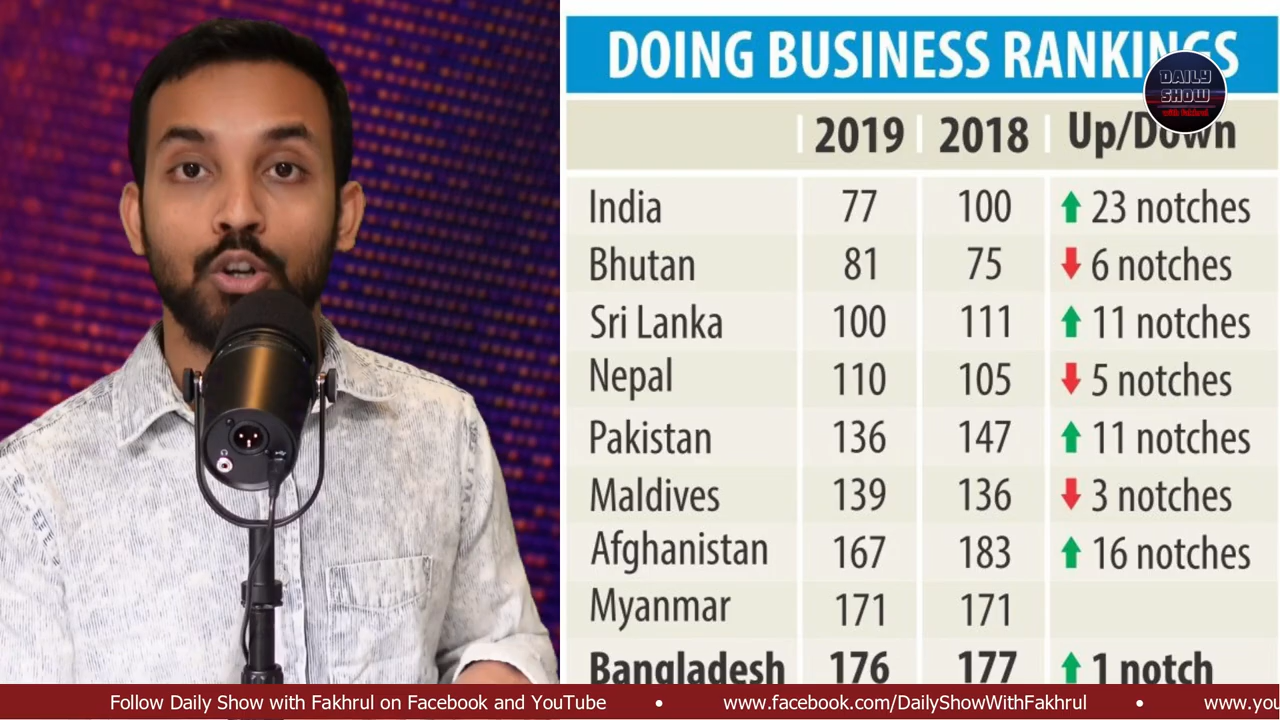 DOING BUSINESS RANKINGS
DAILY
SHOW
with Fakhrul
2019 2018 Up/Down
India 77 100 23 notches
Bhutan 81 75 6 notches
Sri Lanka 100 111 11 notches
Nepal 110 105 5 notches
Pakistan 136 147 11 notches
Maldives 139 136 3 notches
Afghanistan 167 183 16 notches
Myanmar 171 171
Bangladesh 176 177 1 notch
Follow Daily Show with Fakhrul on Facebook and YouTube • www.facebook.com/DailyShowWithFakhrul • www.you